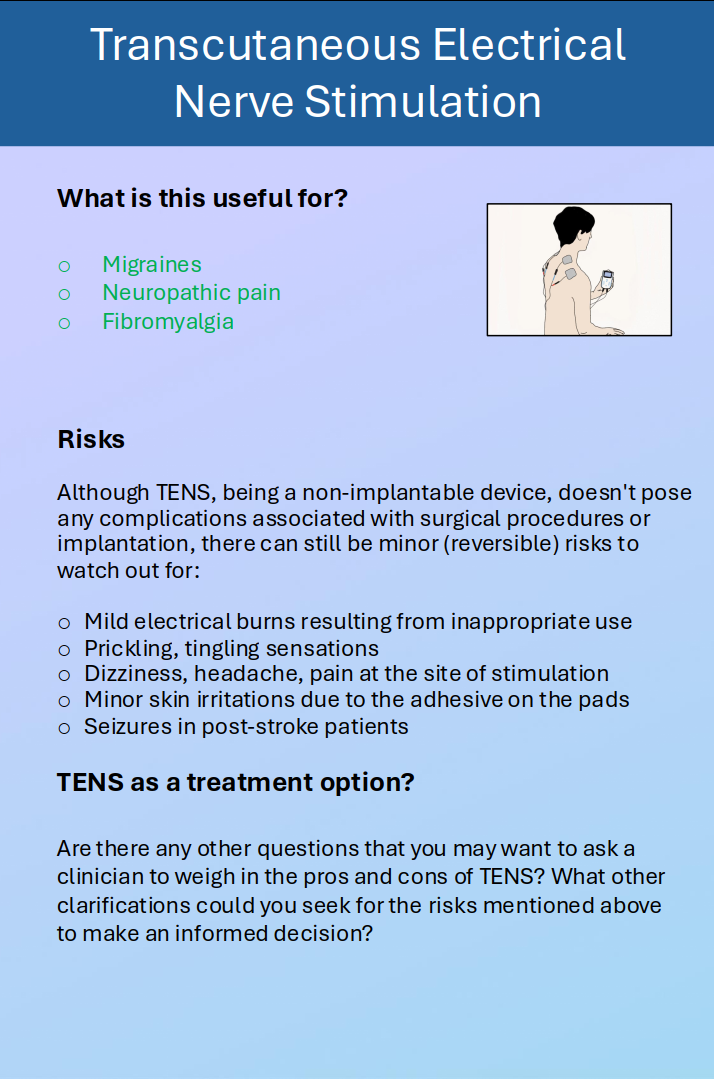 Transcutaneous Electrical
Nerve Stimulation
What is this useful for?
○ Migraines
○ Neuropathic pain
○ Fibromyalgia
Risks
Although TENS, being a non-implantable device, doesn't pose
any complications associated with surgical procedures or
implantation, there can still be minor (reversible) risks to
watch out for:
○ Mild electrical burns resulting from inappropriate use
○ Prickling, tingling sensations
○ Dizziness, headache, pain at the site of stimulation
○ Minor skin irritations due to the adhesive on the pads
○ Seizures in post-stroke patients
TENS as a treatment option?
Are there any other questions that you may want to ask a
clinician to weigh in the pros and cons of TENS? What other
clarifications could you seek for the risks mentioned above
to make an informed decision?